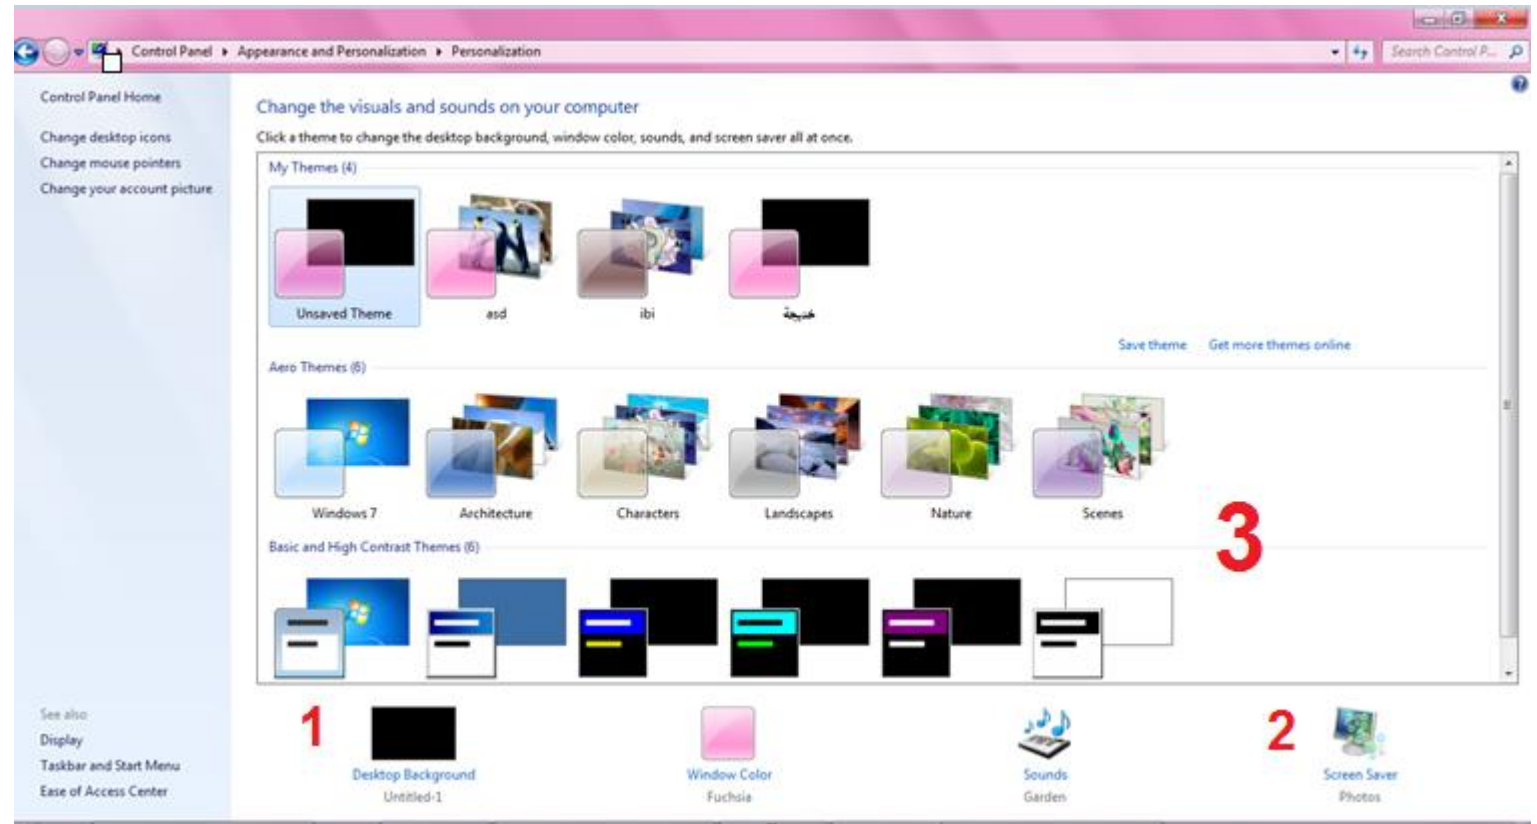 Control Panel ▸ Appearance and Personalization ▸ Personalization
Search Control P...
Control Panel Home
Change desktop icons
Change mouse pointers
Change your account picture
Change the visuals and sounds on your computer
Click a theme to change the desktop background, window color, sounds, and screen saver all at once.
My Themes (4)
Unsaved Theme
asd
ibi
خديجة
Save theme
Get more themes online
Aero Themes (6)
Windows 7
Architecture
Characters
Landscapes
Nature
Scenes
3
Basic and High Contrast Themes (6)
1
2
Desktop Background
Untitled-1
Window Color
Fuchsia
Sounds
Garden
Screen Saver
Photos
See also
Display
Taskbar and Start Menu
Ease of Access Center